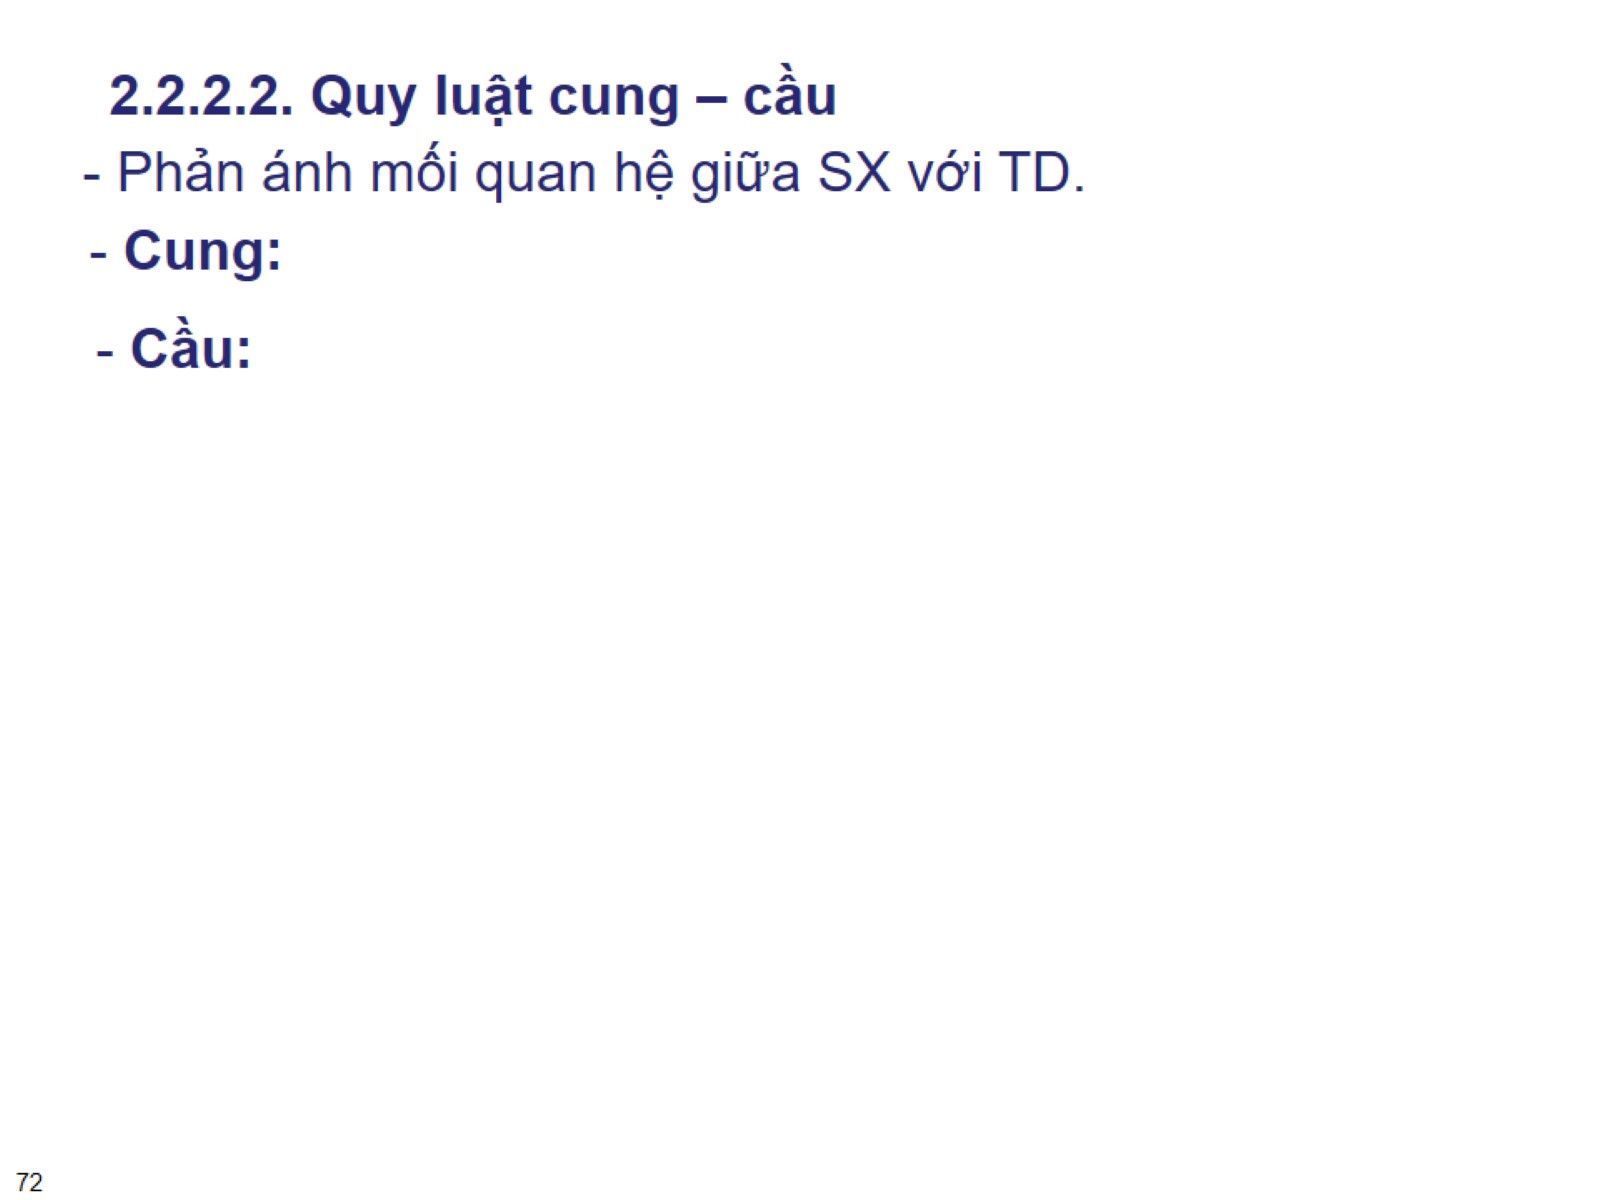 2.2.2.2. Quy luật cung – cầu
- Phản ánh mối quan hệ giữa SX với TD.
- Cung:
- Cầu:
72